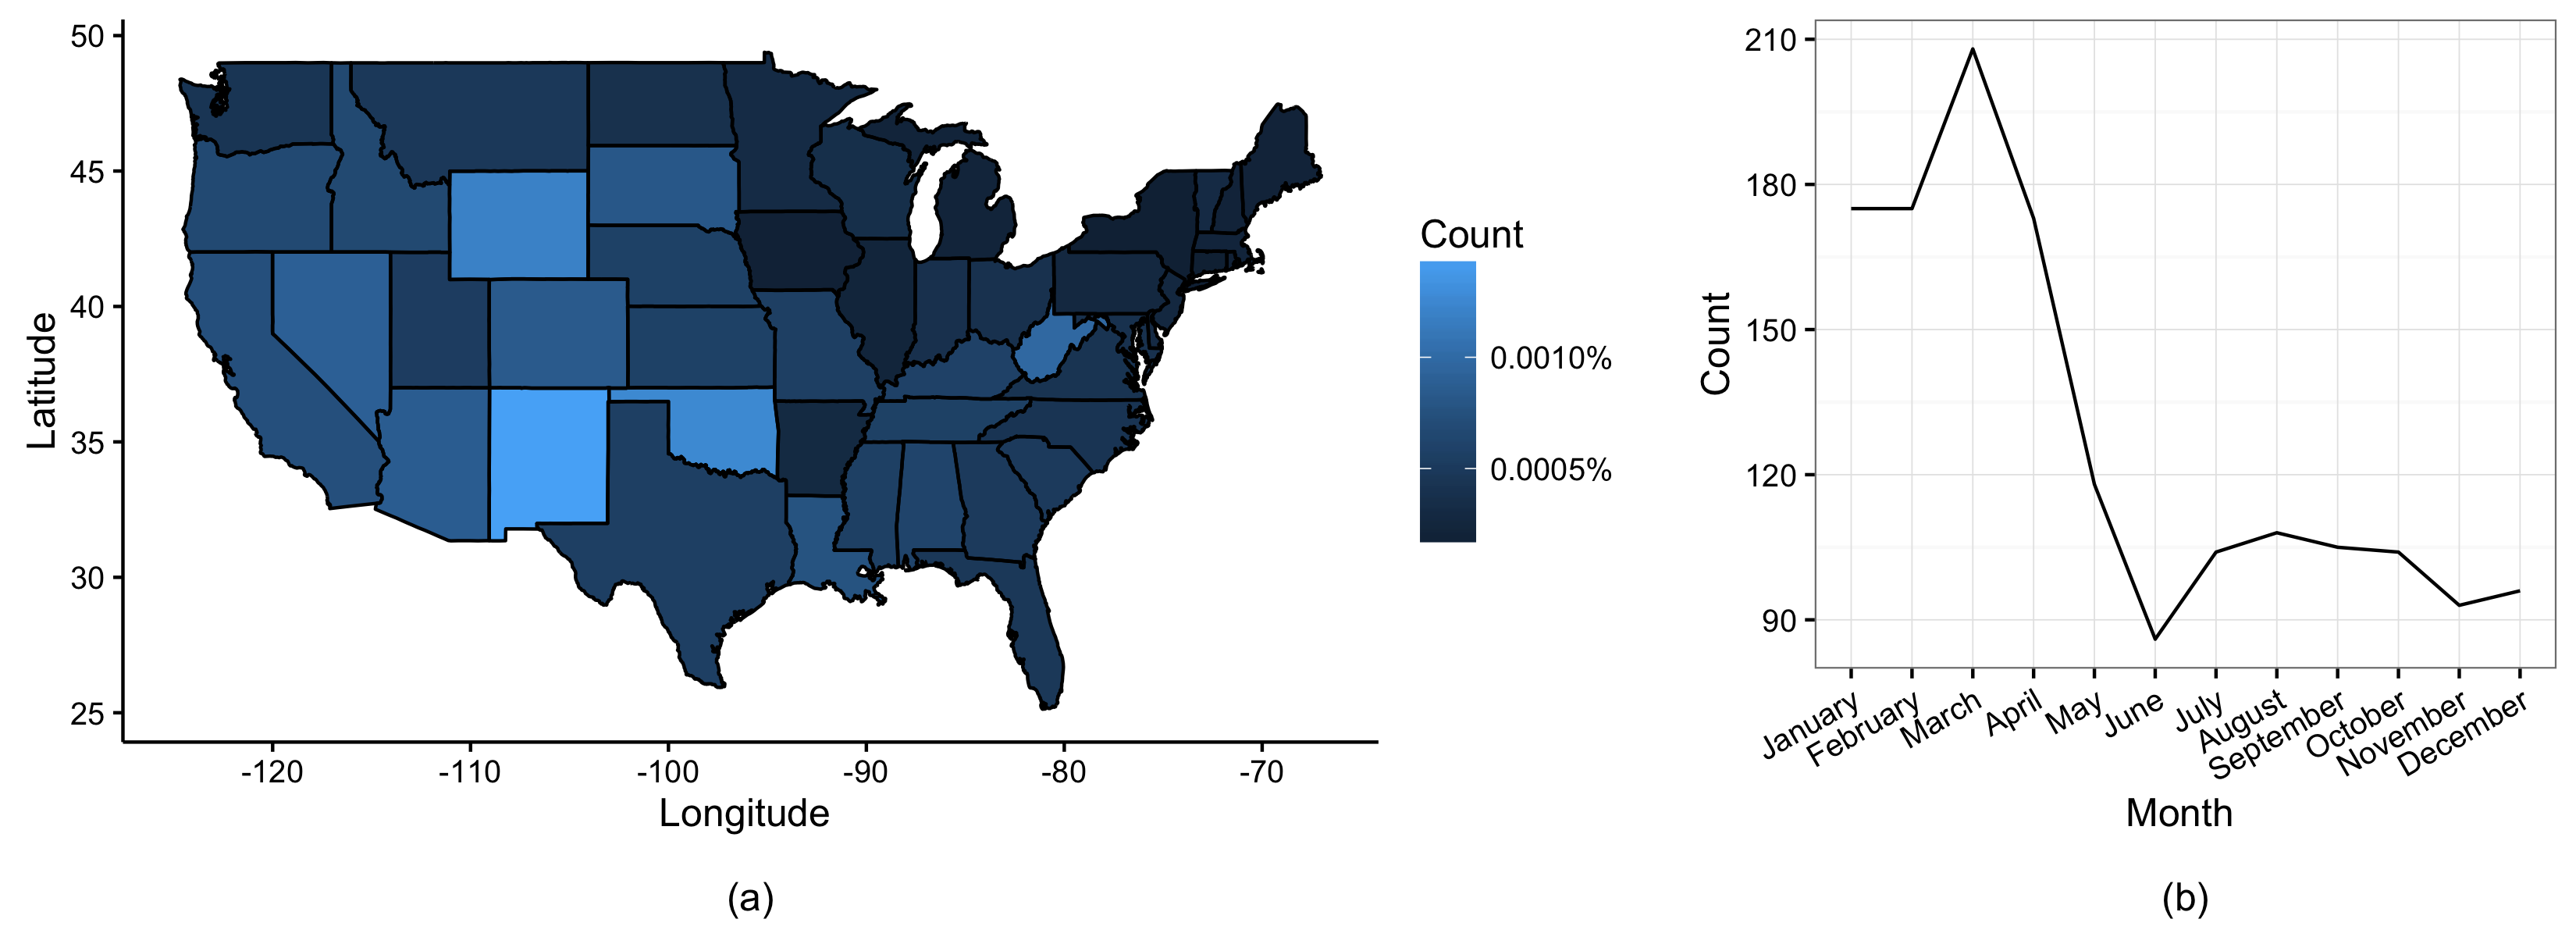 50
45
40
35
30
25
Latitude
-120
-110
-100
-90
-80
-70
Longitude
Count
0.0010%
0.0005%
(a)
210
180
150
120
90
Count
January
February
March
April
May
June
July
August
September
October
November
December
Month
(b)